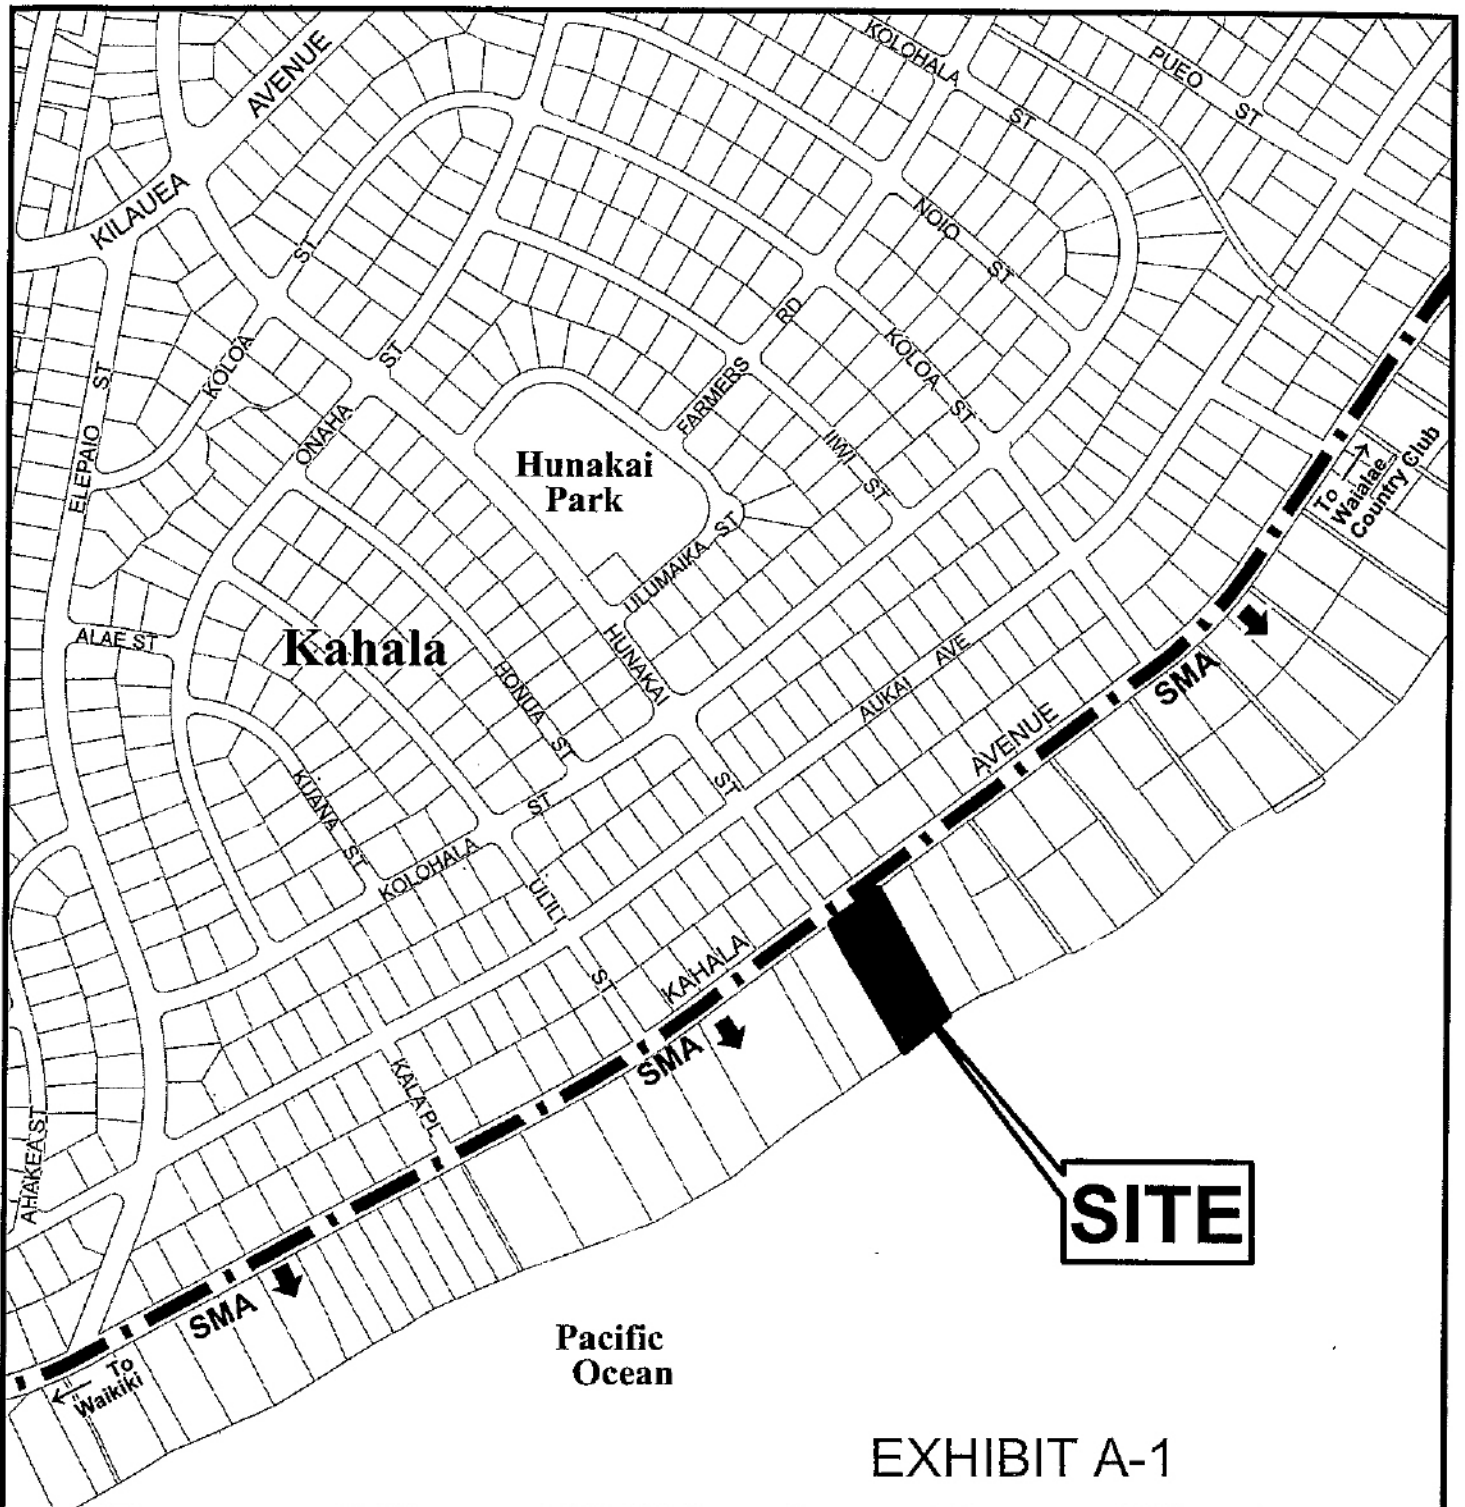 KOLOHALA
ST
PUEO
ST
AVENUE
KILAUEA
ST
NOIO
ST
RD
KOLOA
ST
ST
KOLOA
ELEPAIO ST
ONAHA
FARMERS
IIWI
ST
Hunakai
Park
To
Waialae
Country Club
ULUMAIKA ST
ALAE ST
Kahala
HUNAKAI
HONUA
ST
AUKAI AVE
SMA
AVENUE
KUANA
ST
ST
ST
KOLOHALA
ULILI
ST
KAHALA
SMA
KALA PL
AHAKEA ST
SITE
SMA
To
Waikiki
Pacific
Ocean
EXHIBIT A-1